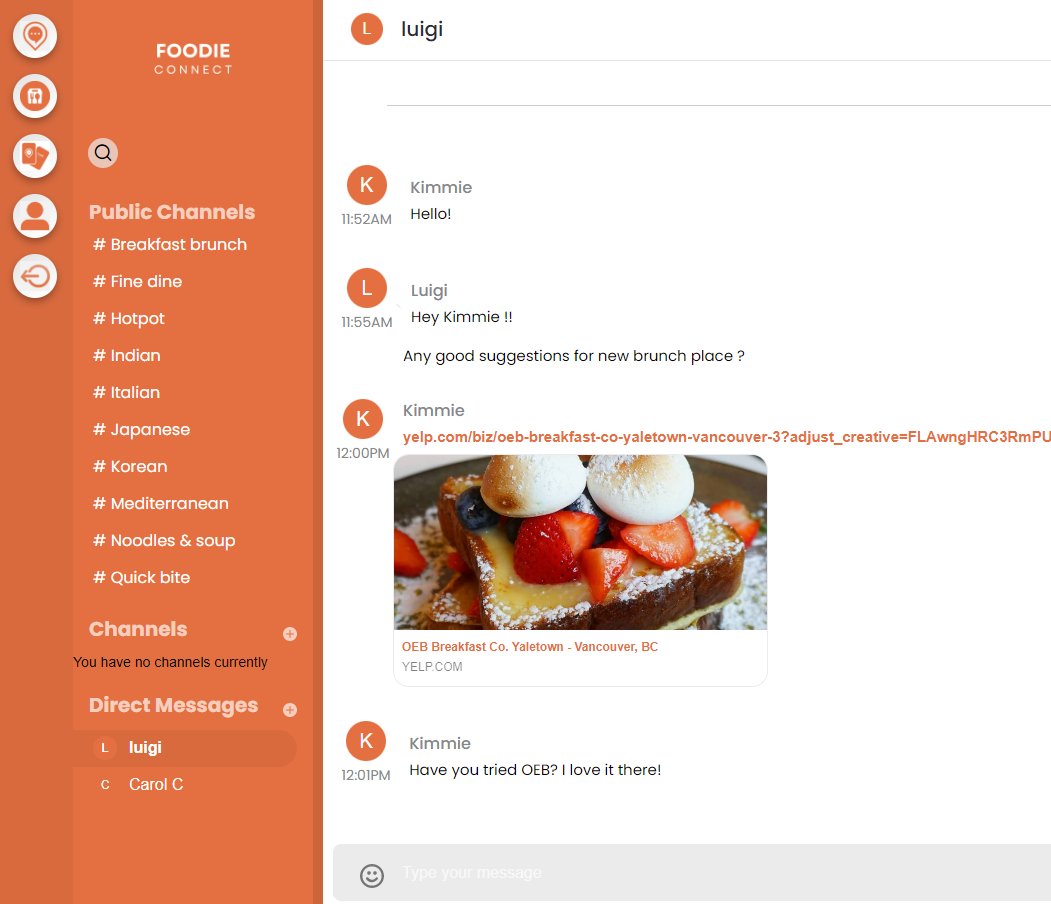 FOODIE
CONNECT
Public Channels
# Breakfast brunch
# Fine dine
# Hotpot
# Indian
# Italian
# Japanese
# Korean
# Mediterranean
# Noodles & soup
# Quick bite
Channels
You have no channels currently
Direct Messages
L luigi
C Carol C
L luigi
K Kimmie
11:52AM Hello!
L Luigi
11:55AM Hey Kimmie !!
Any good suggestions for new brunch place ?
K Kimmie
yelp.com/biz/oeb-breakfast-co-yaletown-vancouver-3?adjust_creative=FLAwngHRC3RmPU
12:00PM
OEB Breakfast Co. Yaletown - Vancouver, BC
YELP.COM
K Kimmie
12:01PM Have you tried OEB? I love it there!
Type your message